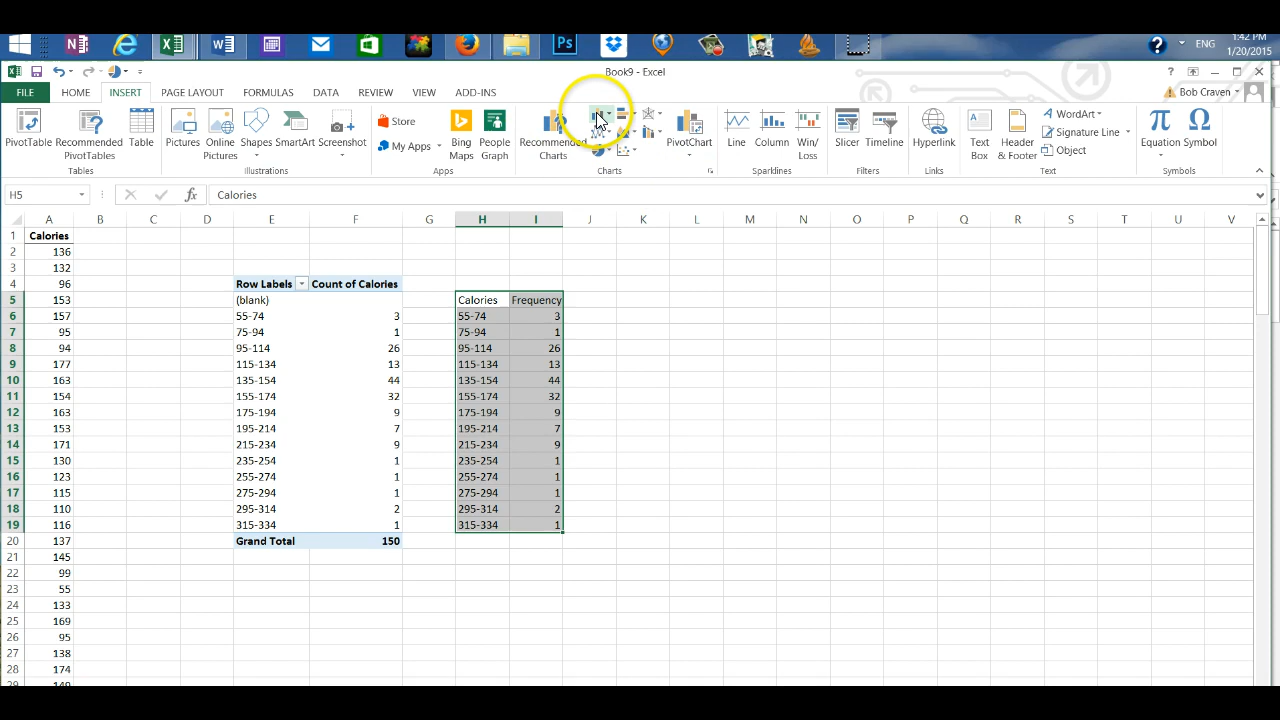 1:42 PM
ENG
1/20/2015
Book9 - Excel
FILE HOME INSERT PAGE LAYOUT FORMULAS DATA REVIEW VIEW ADD-INS
Bob Craven
PivotTable Recommended PivotTables Table
Tables
Pictures Online Pictures Shapes SmartArt Screenshot
Illustrations
Store
My Apps
Bing Maps People Graph
Apps
Recommended Charts PivotChart
Charts
Line Column Win/Loss
Sparklines
Slicer Timeline
Filters
Hyperlink
Links
Text Box Header & Footer
WordArt
Signature Line
Object
Text
Equation Symbol
Symbols
H5 fx Calories
A B C D E F G H I J K L M N O P Q R S T U V
1 Calories
2 136
3 132
4 96 Row Labels Count of Calories
5 153 (blank) Calories Frequency
6 157 55-74 3 55-74 3
7 95 75-94 1 75-94 1
8 94 95-114 26 95-114 26
9 177 115-134 13 115-134 13
10 163 135-154 44 135-154 44
11 154 155-174 32 155-174 32
12 163 175-194 9 175-194 9
13 153 195-214 7 195-214 7
14 171 215-234 9 215-234 9
15 130 235-254 1 235-254 1
16 123 255-274 1 255-274 1
17 115 275-294 1 275-294 1
18 110 295-314 2 295-314 2
19 116 315-334 1 315-334 1
20 137 Grand Total 150
21 145
22 99
23 55
24 133
25 169
26 95
27 138
28 174